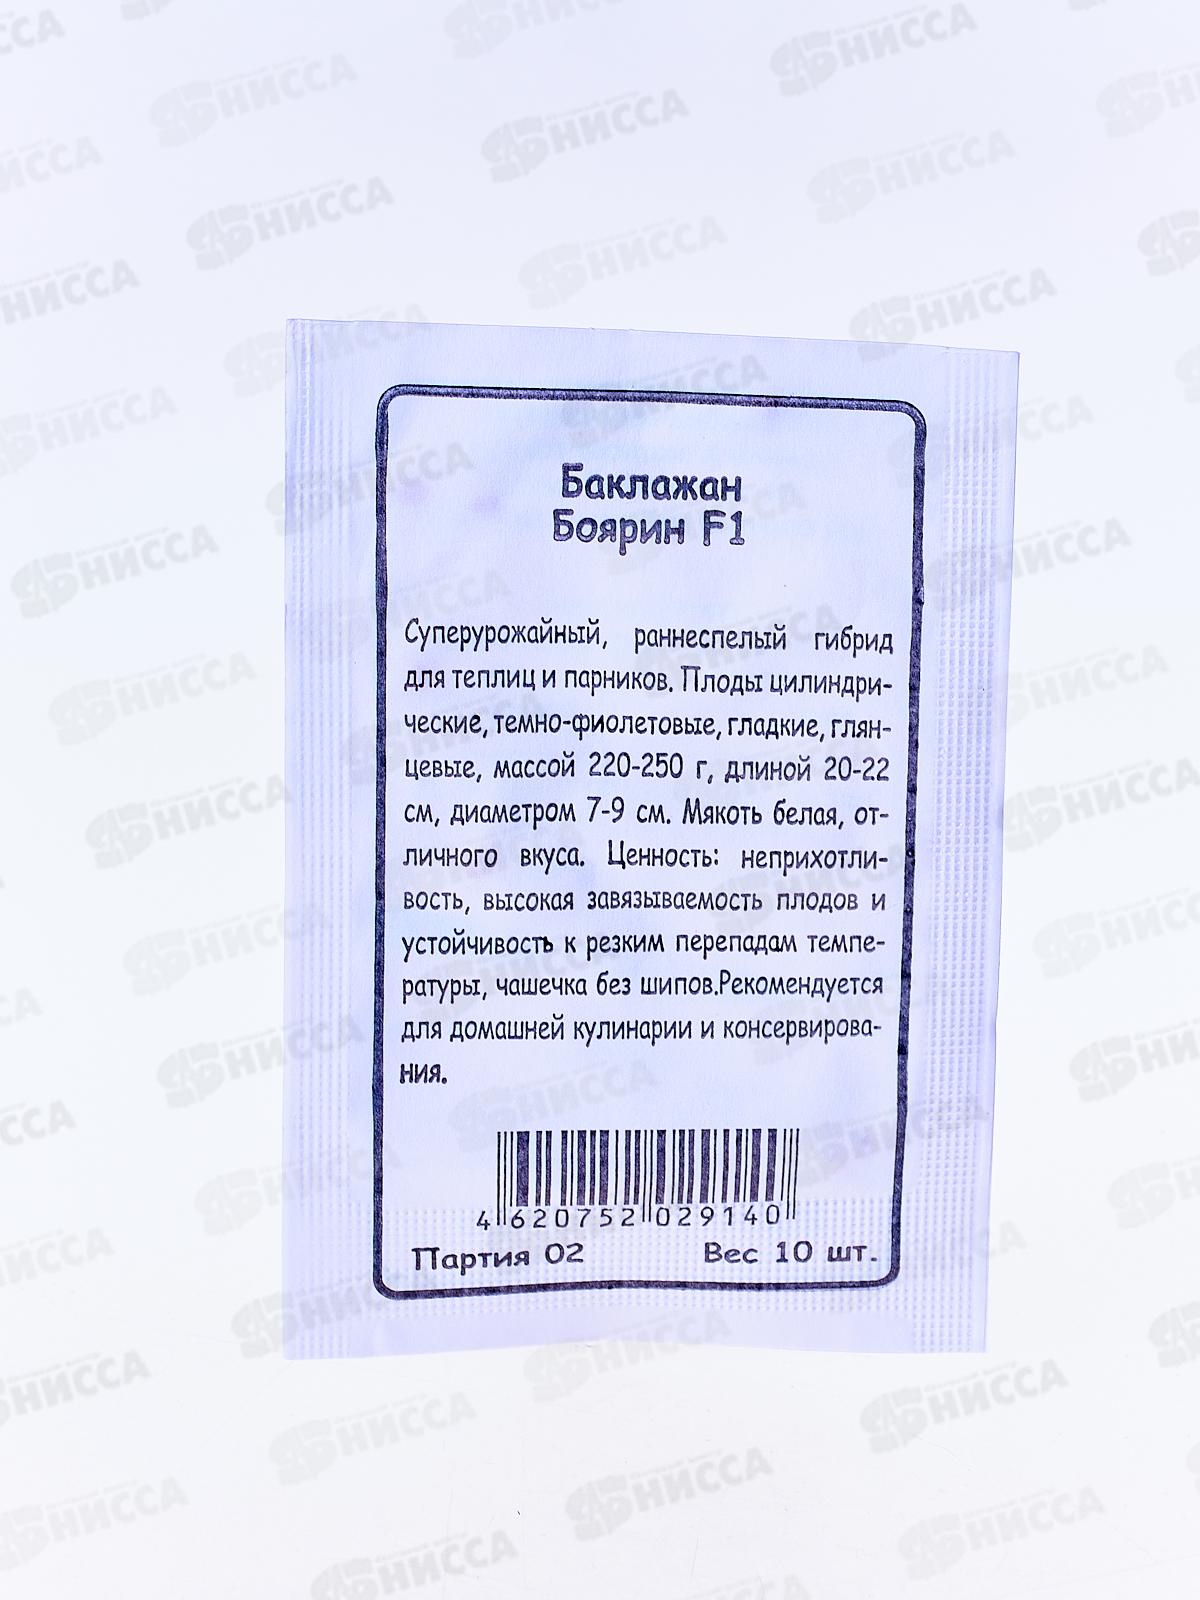 Баклажан
Боярин F1
Суперурожайный, раннеспелый гибрид
для теплиц и парников. Плоды цилиндри-
ческие, темно-фиолетовые, гладкие, глян-
цевые, массой 220-250 г, длиной 20-22
см, диаметром 7-9 см. Мякоть белая, от-
личного вкуса. Ценность: неприхотли-
вость, высокая завязываемость плодов и
устойчивость к резким перепадам темпе-
ратуры, чашечка без шипов.Рекомендуется
для домашней кулинарии и консервирова-
ния.
4 620752 029140
Партия 02 Вес 10 шт.